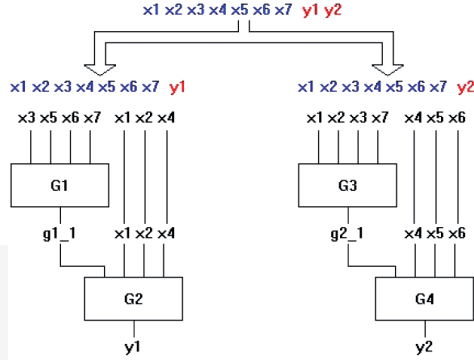 x1 x2 x3 x4 x5 x6 x7 y1 y2
x1 x2 x3 x4 x5 x6 x7 y1
x1 x2 x3 x4 x5 x6 x7 y2
x3 x5 x6 x7 x1 x2 x4
x1 x2 x3 x7 x4 x5 x6
G1
G3
g1_1 x1 x2 x4
g2_1 x4 x5 x6
G2
G4
y1
y2